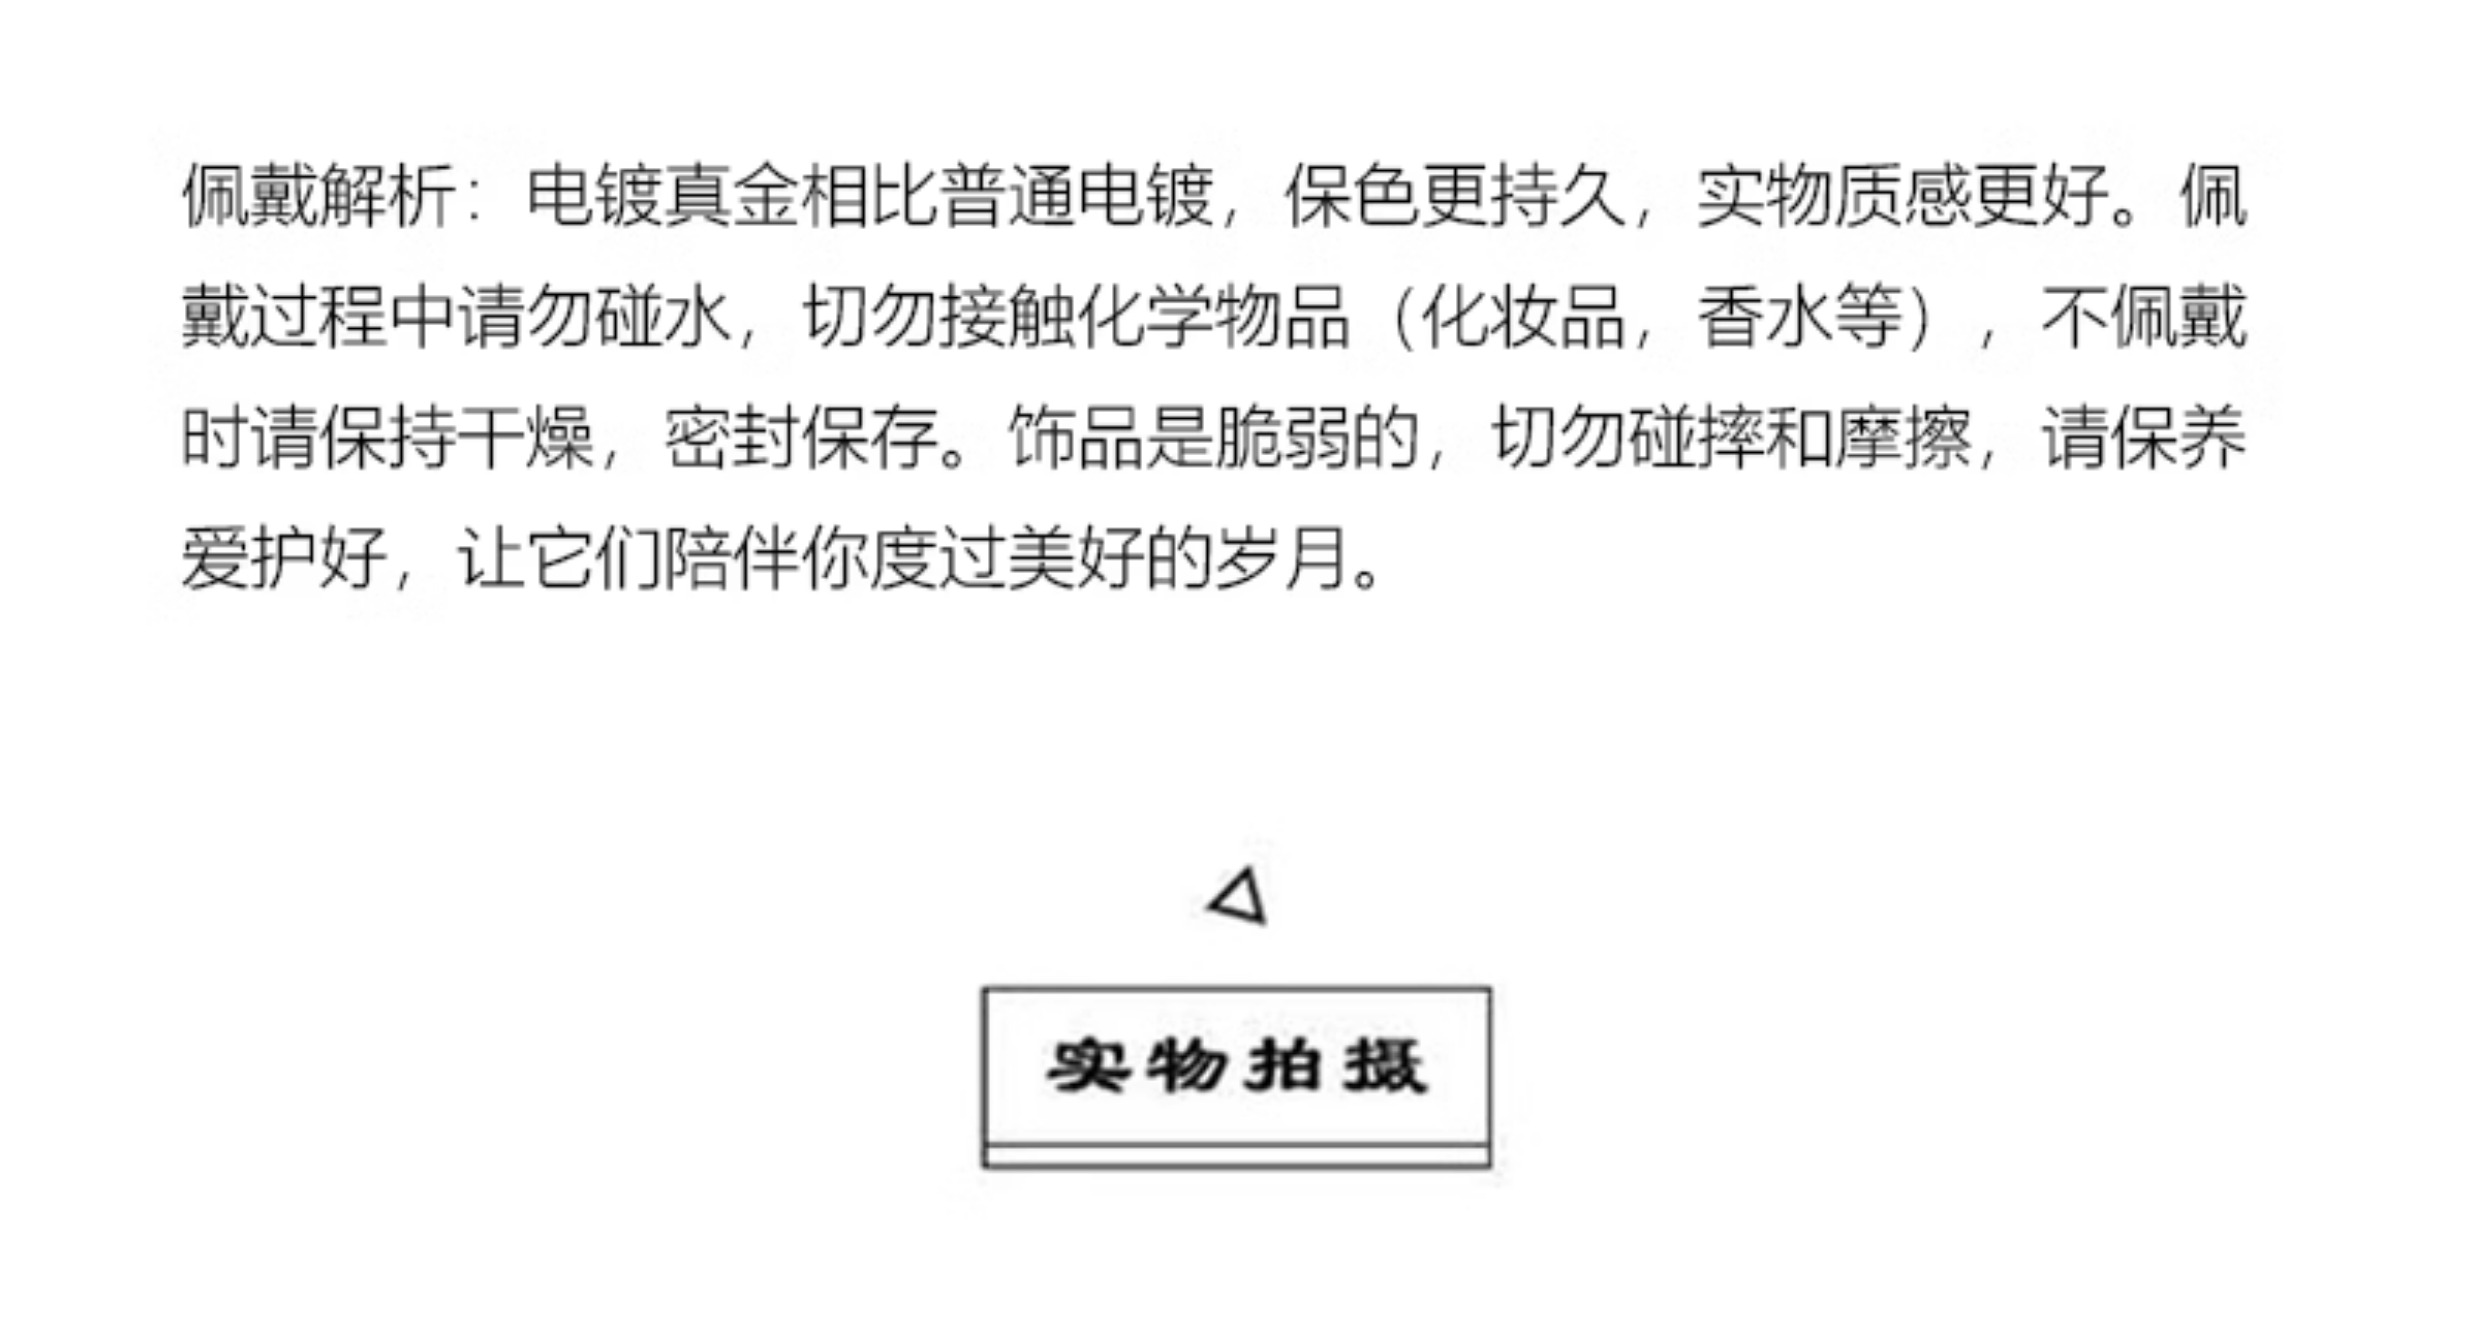 佩戴解析：电镀真金相比普通电镀，保色更持久，实物质感更好。佩
戴过程中请勿碰水，切勿接触化学物品（化妆品，香水等），不佩戴
时请保持干燥，密封保存。饰品是脆弱的，切勿碰摔和摩擦，请保养
爱护好，让它们陪伴你度过美好的岁月。
实物拍摄